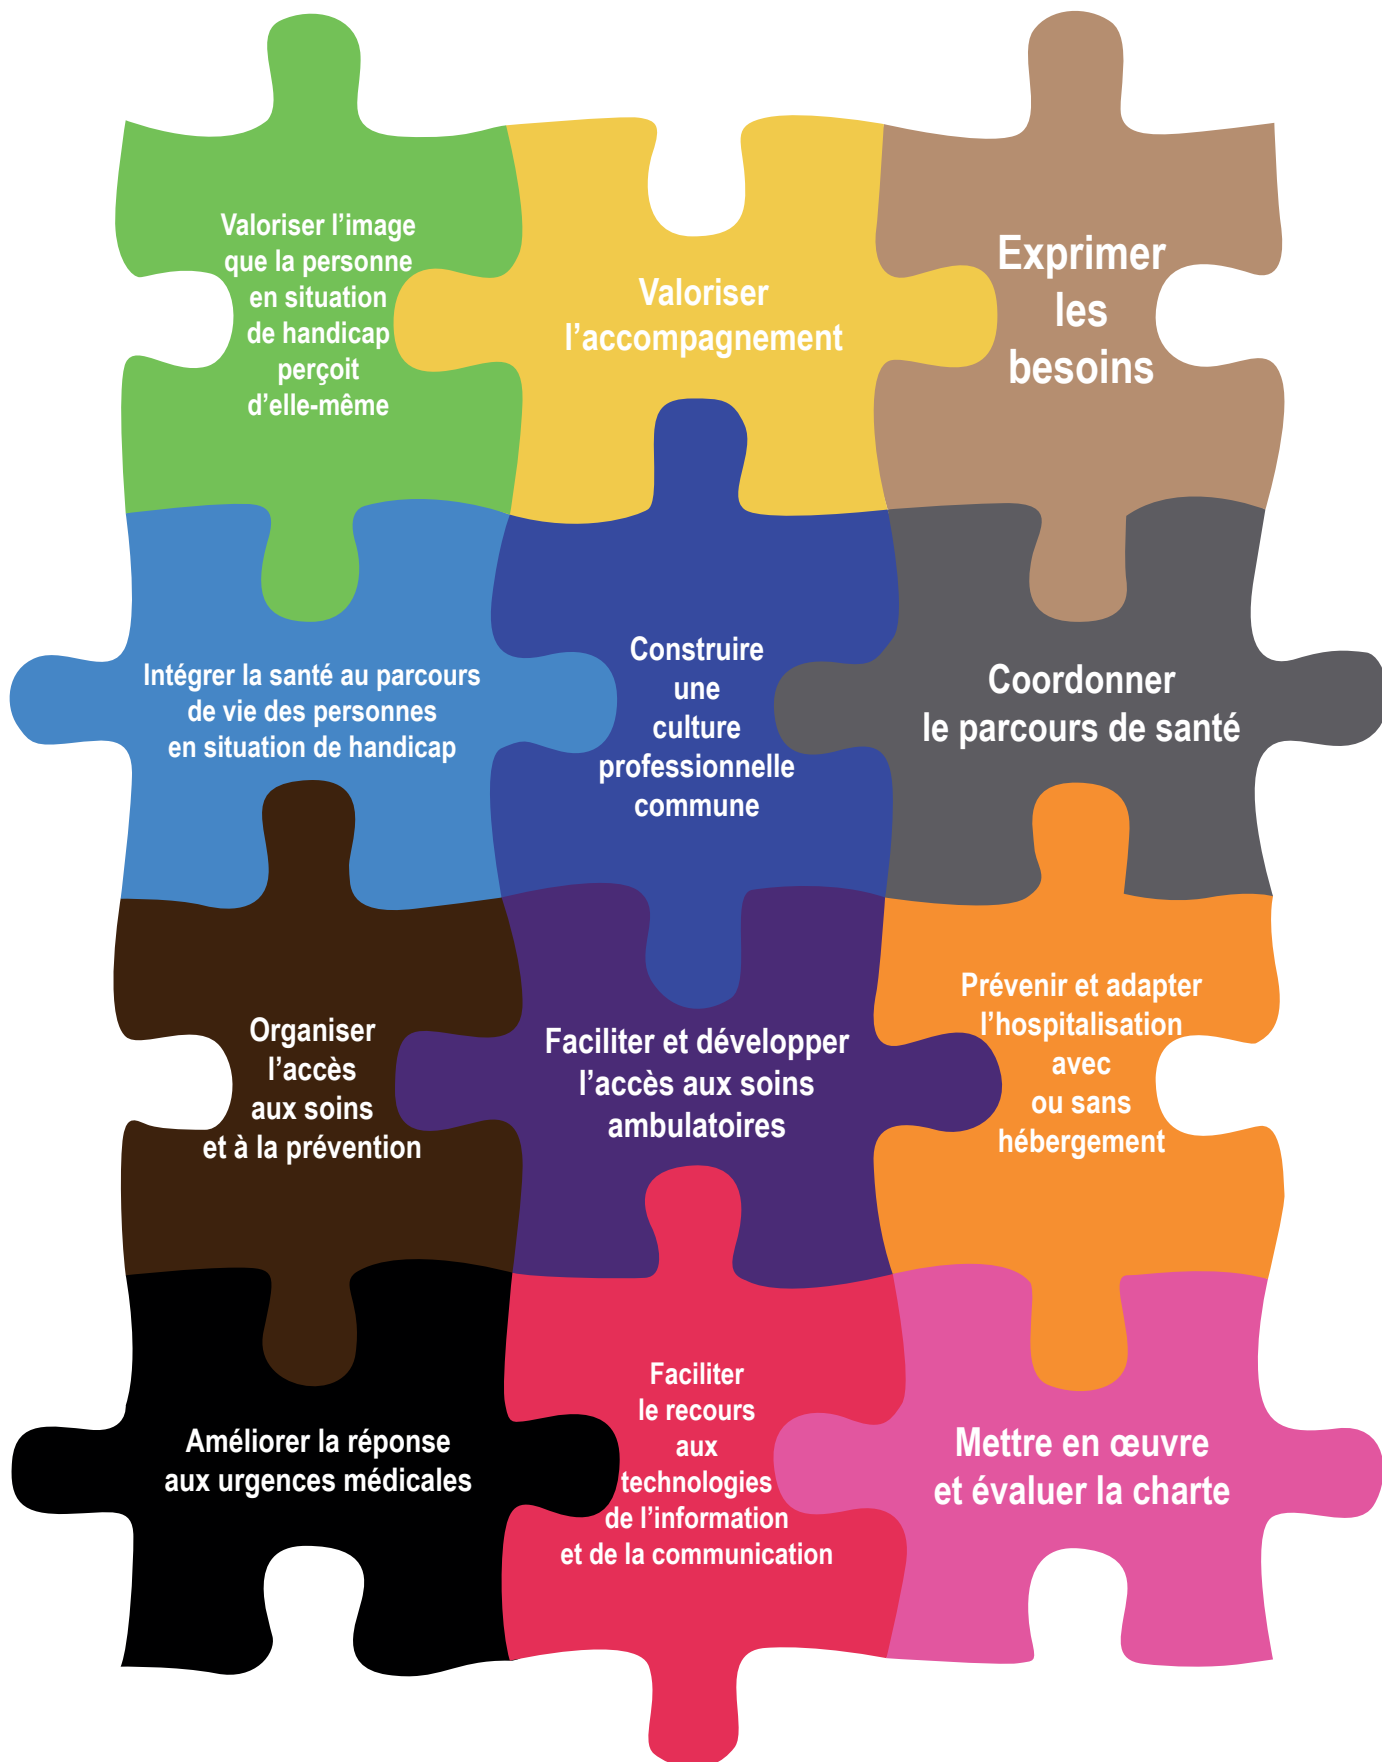 Valoriser l'image
que la personne
en situation
de handicap
perçoit
d'elle-même
Valoriser
l'accompagnement
Exprimer
les
besoins
Intégrer la santé au parcours
de vie des personnes
en situation de handicap
Construire
une
culture
professionnelle
commune
Coordonner
le parcours de santé
Organiser
l'accès
aux soins
et à la prévention
Faciliter et développer
l'accès aux soins
ambulatoires
Prévenir et adapter
l'hospitalisation
avec
ou sans
hébergement
Améliorer la réponse
aux urgences médicales
Faciliter
le recours
aux
technologies
de l'information
et de la communication
Mettre en œuvre
et évaluer la charte